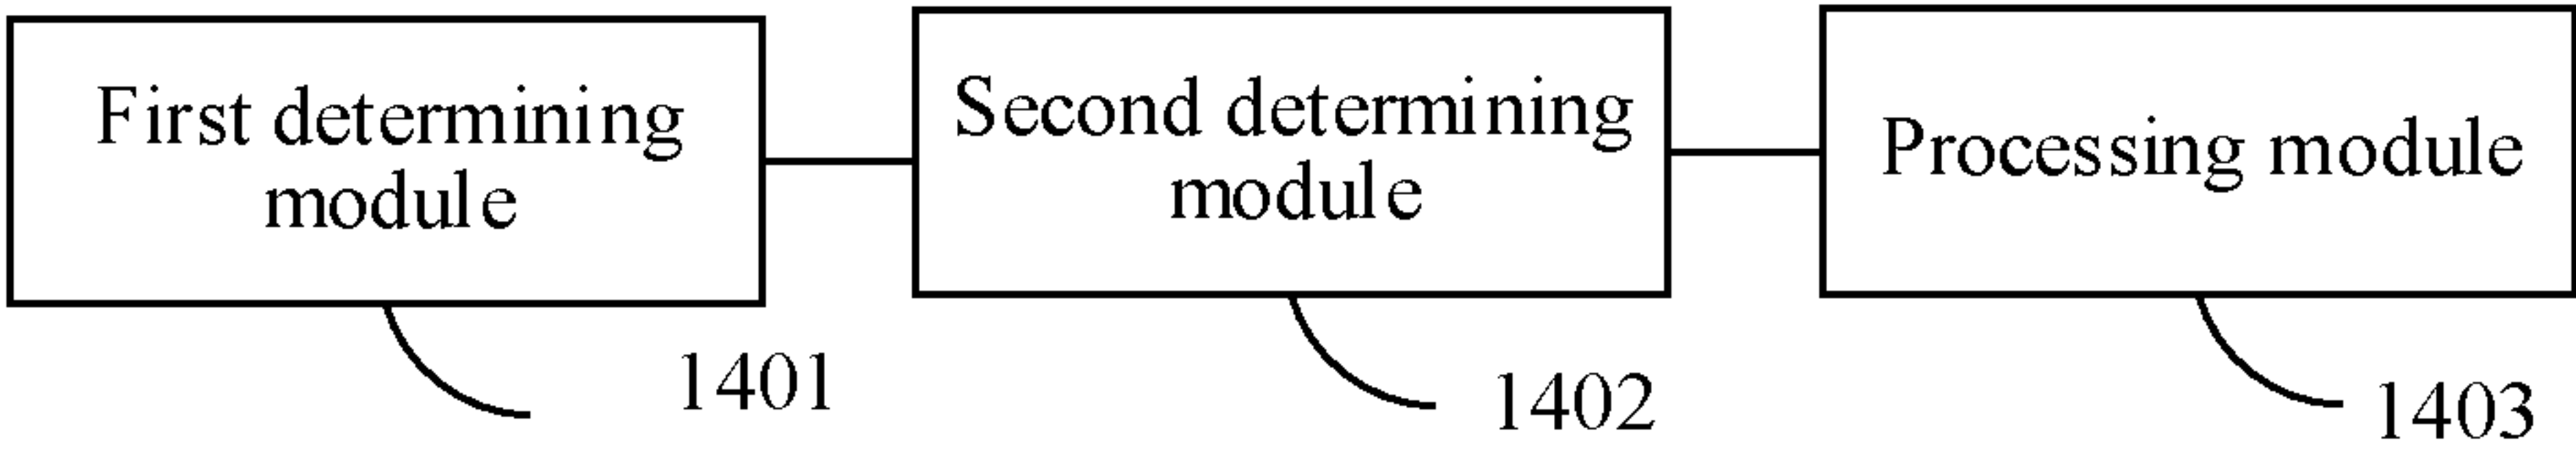 First determining
module
Second determining
module
Processing module
1401
1402
1403